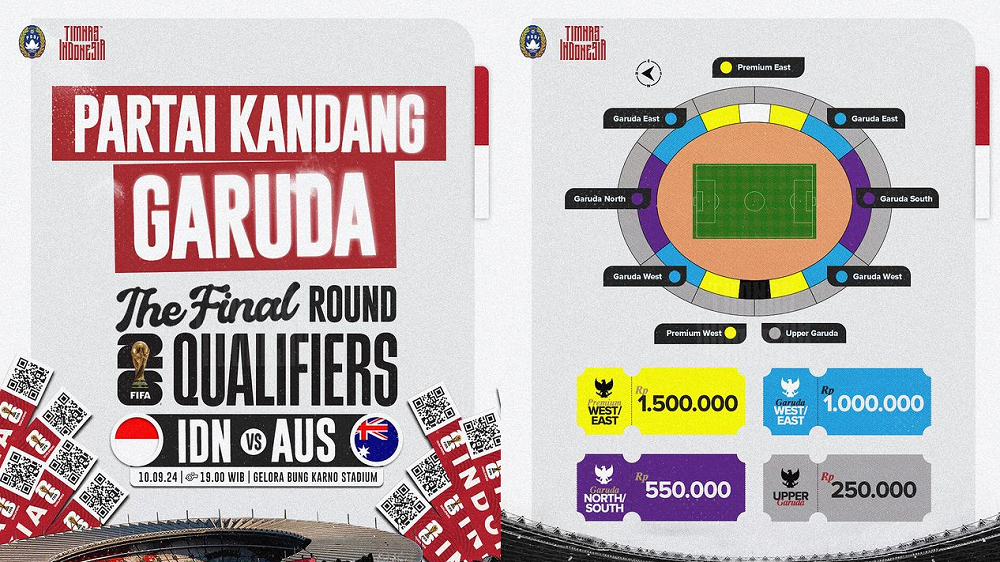 PSSI
TIMNAS
INDONESIA
PARTAI KANDANG
GARUDA
The Final ROUND
26
FIFA
QUALIFIERS
IDN VS AUS
10.09.24 | 19.00 WIB | GELORA BUNG KARNO STADIUM
PSSI
TIMNAS
INDONESIA
N
Premium East
Garuda East
Garuda East
Garuda North
Garuda South
Garuda West
Garuda West
Premium West
Upper Garuda
Premium
WEST/
EAST
Rp
1.500.000
Garuda
WEST/
EAST
Rp
1.000.000
Garuda
NORTH/
SOUTH
Rp
550.000
UPPER
Garuda
Rp
250.000